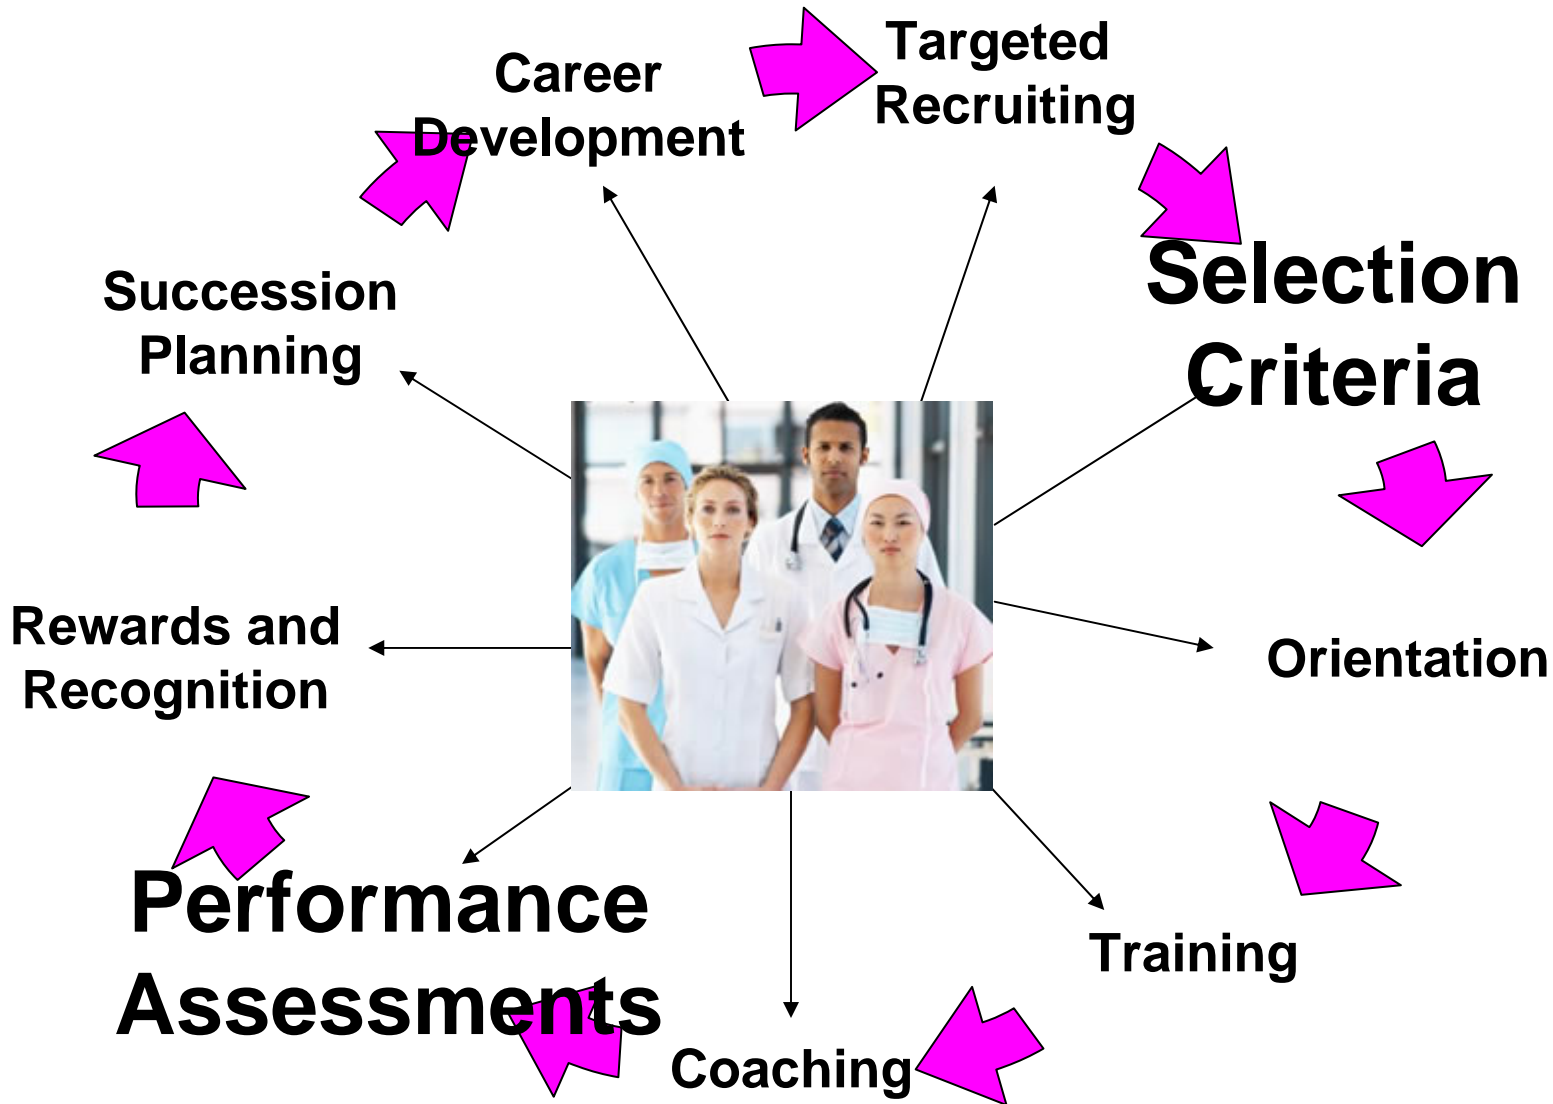 Career
Development
Targeted
Recruiting
Selection
Criteria
Orientation
Training
Coaching
Performance
Assessments
Rewards and
Recognition
Succession
Planning